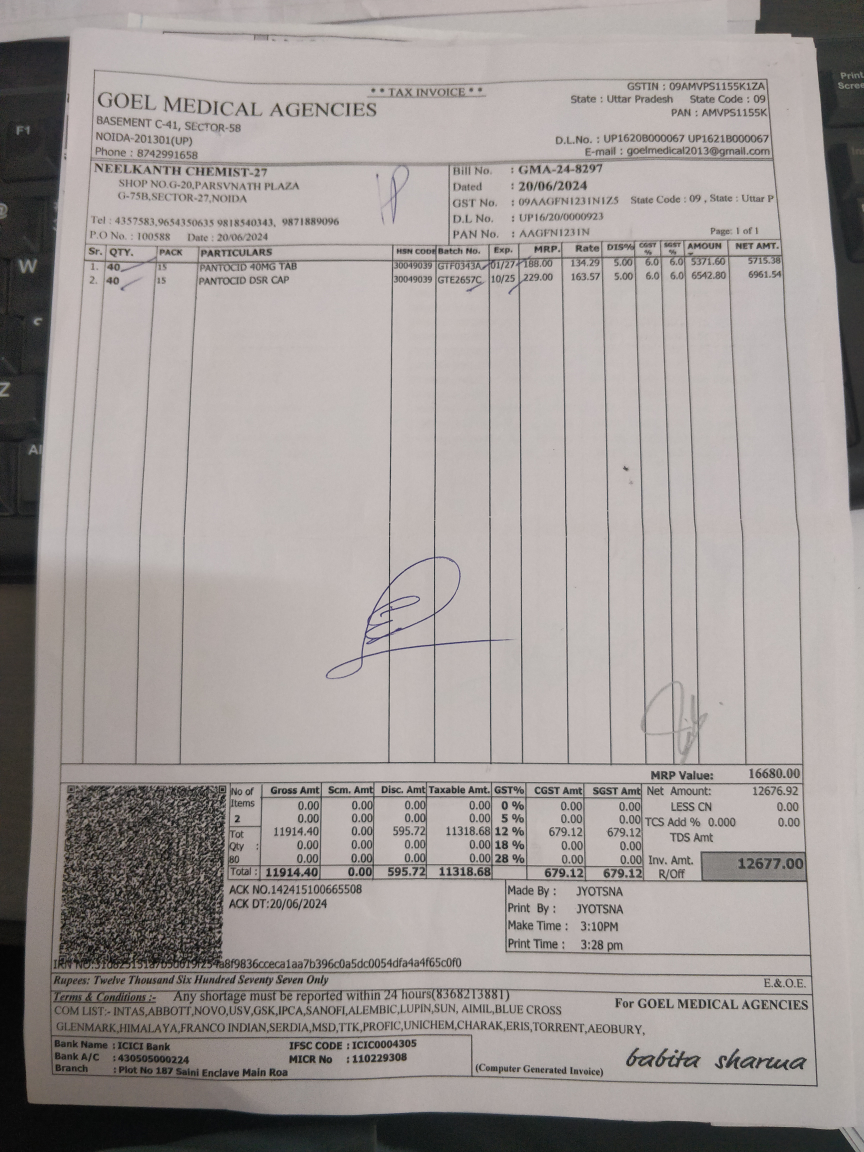 * * TAX INVOICE * *
GOEL MEDICAL AGENCIES
BASEMENT C-41, SECTOR-58
NOIDA-201301(UP)
Phone : 8742991658
GSTIN : 09AMVPS1155K1ZA
State : Uttar Pradesh State Code : 09
PAN : AMVPS1155K
D.L.No. : UP1620B000067 UP1621B000067
E-mail : goelmedical2013@gmail.com
NEELKANTH CHEMIST-27
SHOP NO.G-20,PARSVNATH PLAZA
G-75B,SECTOR-27,NOIDA
Tel : 4357583,9654350635 9818540343, 9871889096
P.O No. : 100588 Date : 20/06/2024
Bill No. : GMA-24-8297
Dated : 20/06/2024
GST No. : 09AAGFN1231N1Z5 State Code : 09 , State : Uttar P
D.L No. : UP16/20/0000923
PAN No. : AAGFN1231N Page: 1 of 1
Sr. QTY. PACK PARTICULARS HSN CODE Batch No. Exp. MRP. Rate DIS% CGST % SGST % AMOUN NET AMT.
1. 40 15 PANTOCID 40MG TAB 30049039 GTF0343A 01/27 188.00 134.29 5.00 6.0 6.0 5371.60 5715.38
2. 40 15 PANTOCID DSR CAP 30049039 GTE2657C 10/25 229.00 163.57 5.00 6.0 6.0 6542.80 6961.54
MRP Value: 16680.00
No of Items 2
Tot Qty : 80
Gross Amt Scm. Amt Disc. Amt Taxable Amt. GST% CGST Amt SGST Amt
0.00 0.00 0.00 0.00 0 % 0.00 0.00
0.00 0.00 0.00 0.00 5 % 0.00 0.00
11914.40 0.00 595.72 11318.68 12 % 679.12 679.12
0.00 0.00 0.00 0.00 18 % 0.00 0.00
0.00 0.00 0.00 0.00 28 % 0.00 0.00
Total : 11914.40 0.00 595.72 11318.68 679.12 679.12
Net Amount: 12676.92
LESS CN 0.00
TCS Add % 0.000 0.00
TDS Amt
Inv. Amt. R/Off 12677.00
ACK NO.142415100665508
ACK DT:20/06/2024
Made By : JYOTSNA
Print By : JYOTSNA
Make Time : 3:10PM
Print Time : 3:28 pm
Rupees: Twelve Thousand Six Hundred Seventy Seven Only E.& O.E.
Terms & Conditions :- Any shortage must be reported within 24 hours(8368213881)
COM LIST:- INTAS,ABBOTT,NOVO,USV,GSK,IPCA,SANOFI,ALEMBIC,LUPIN,SUN, AIMIL,BLUE CROSS
GLENMARK,HIMALAYA,FRANCO INDIAN,SERDIA,MSD,TTK,PROFIC,UNICHEM,CHARAK,ERIS,TORRENT,AEOBURY,
For GOEL MEDICAL AGENCIES
Bank Name : ICICI Bank IFSC CODE : ICIC0004305
Bank A/C : 430505000224 MICR No : 110229308
Branch : Plot No 187 Saini Enclave Main Roa
(Computer Generated Invoice)
babita sharma